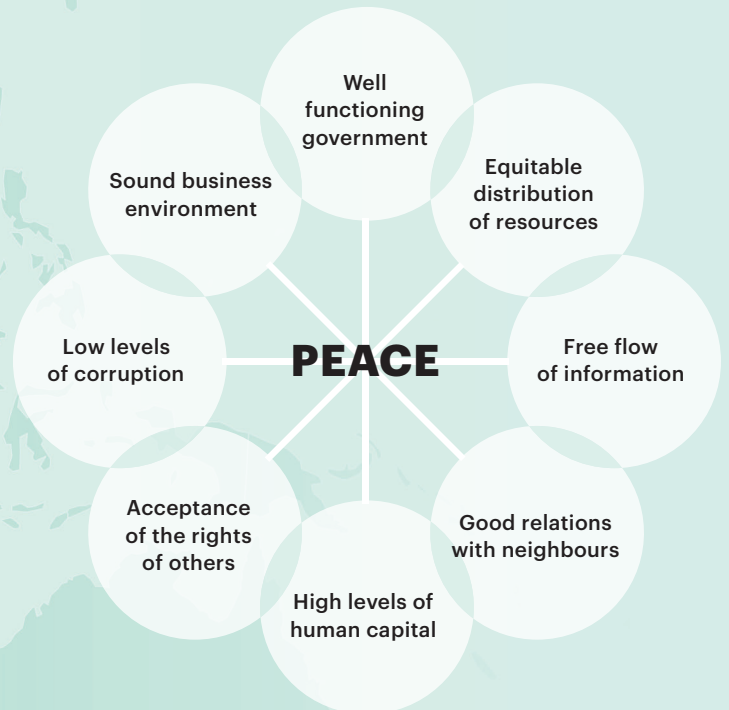 Well
functioning
government
Equitable
distribution
of resources
Sound business
environment
Low levels
of corruption
PEACE
Free flow
of information
Acceptance
of the rights
of others
Good relations
with neighbours
High levels of
human capital